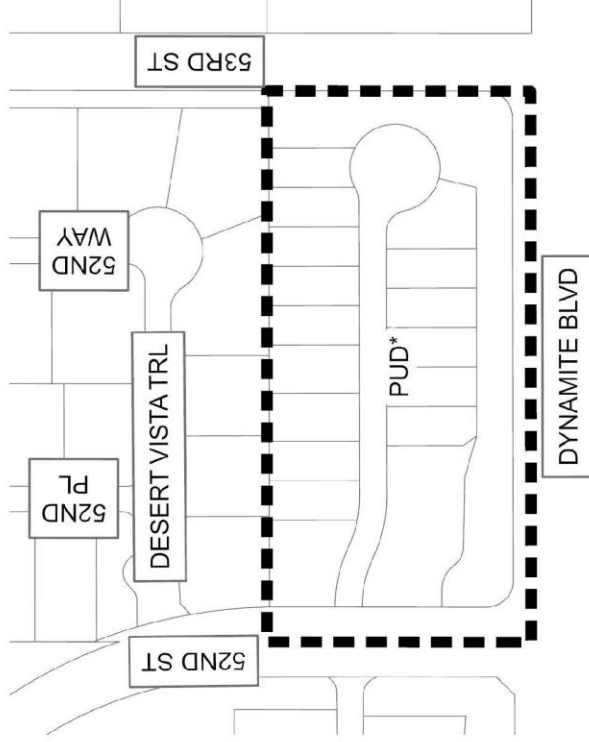 53RD ST
52ND
WAY
DESERT VISTA TRL
52ND
PL
52ND ST
PUD*
DYNAMITE BLVD